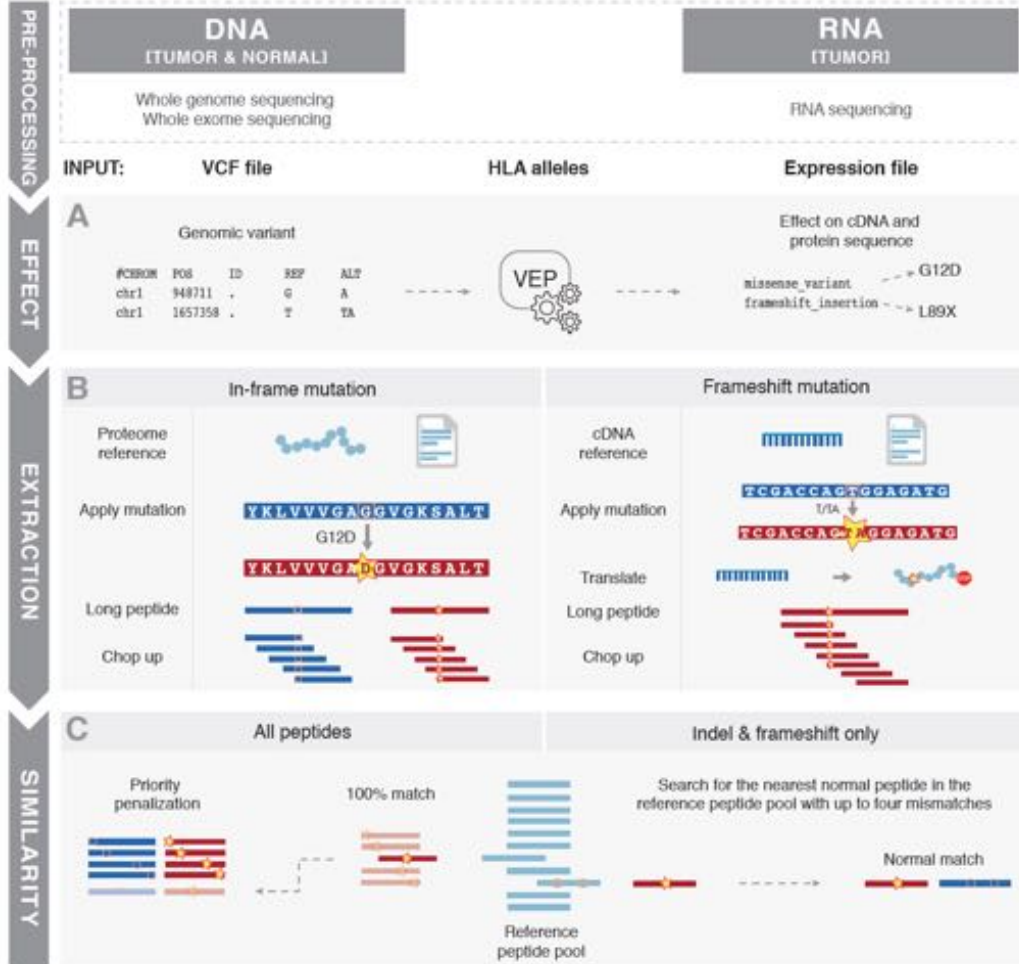 PRE-PROCESSING
DNA
[TUMOR & NORMAL]
RNA
[TUMOR]
Whole genome sequencing
Whole exome sequencing
RNA sequencing
INPUT:
VCF file
HLA alleles
Expression file
EFFECT
A
Genomic variant
#CHROM POS ID REF ALT
chr1 948711 . G A
chr1 1657358 . T TA
VEP
Effect on cDNA and
protein sequence
missense_variant
G12D
frameshift_insertion
L89X
EXTRACTION
B
In-frame mutation
Frameshift mutation
Proteome
reference
cDNA
reference
Apply mutation
YKLVVVGAGGVGKSALT
G12D
YKLVVVGADGVGKSALT
Long peptide
Chop up
Apply mutation
TCGACCAGTGGAGATG
T/TA
TCGACCAGTAGGAGATG
Translate
STOP
Long peptide
Chop up
SIMILARITY
C
All peptides
Indel & frameshift only
Priority
penalization
100% match
Reference
peptide pool
Search for the nearest normal peptide in the
reference peptide pool with up to four mismatches
Normal match